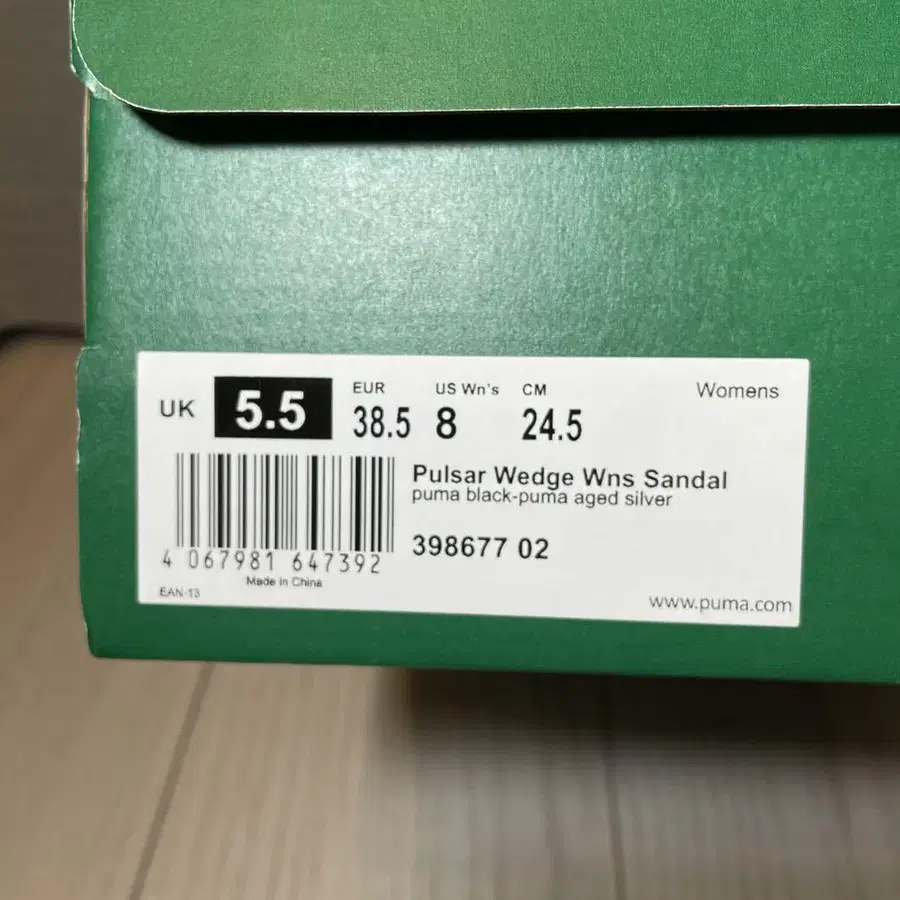 UK 5.5 EUR 38.5 US Wn's 8 CM 24.5 Womens
Pulsar Wedge Wns Sandal
puma black-puma aged silver
398677 02
4 067981 647392
Made in China
EAN-13
www.puma.com